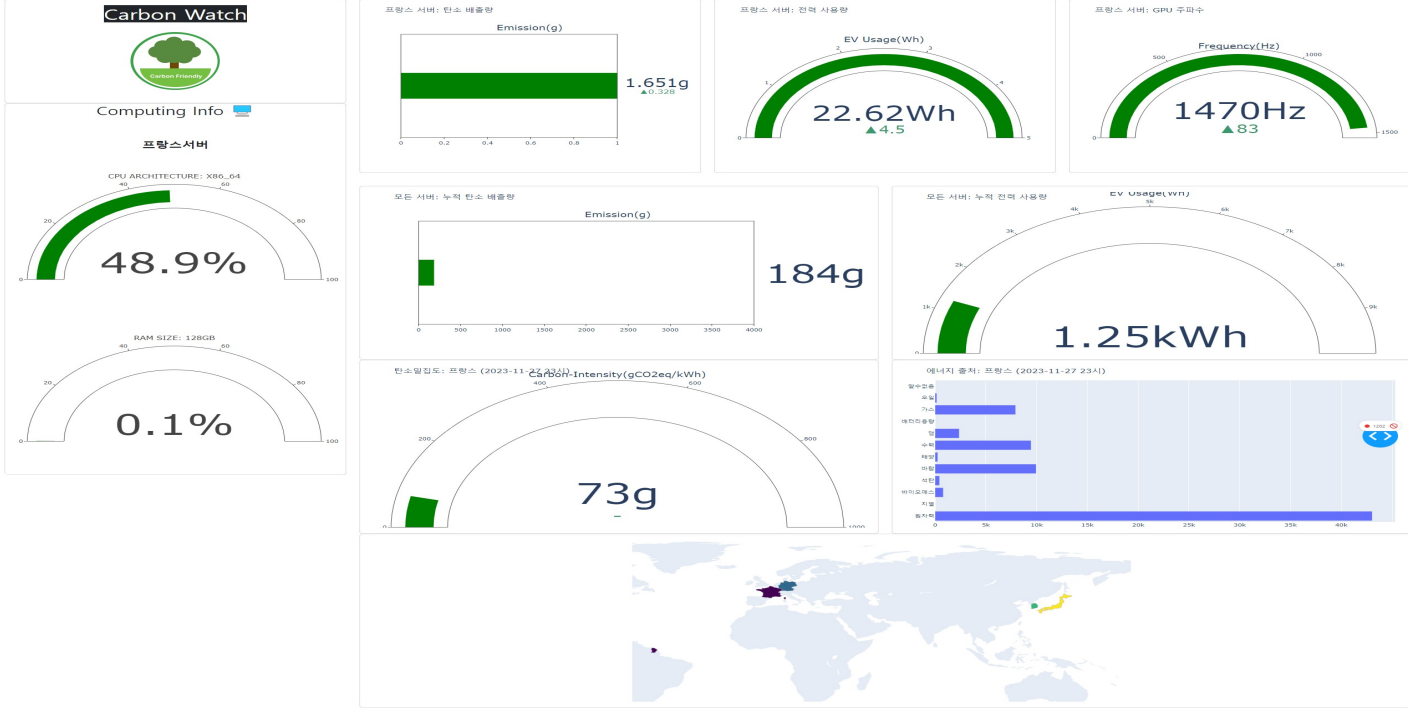 Carbon Watch
Carbon Friendly
Computing Info
프랑스서버
CPU ARCHITECTURE: X86_64
0
20
40
60
80
100
48.9%
RAM SIZE: 128GB
0
20
40
60
80
100
0.1%
프랑스 서버: 탄소 배출량
Emission(g)
1.651g
▲0.328
0
0.2
0.4
0.6
0.8
1
프랑스 서버: 전력 사용량
EV Usage(Wh)
0
1
2
3
4
5
22.62Wh
▲4.5
프랑스 서버: GPU 주파수
Frequency(Hz)
0
500
1000
1500
1470Hz
▲83
모든 서버: 누적 탄소 배출량
Emission(g)
184g
0
500
1000
1500
2000
2500
3000
3500
4000
모든 서버: 누적 전력 사용량
EV Usage(Wh)
0
1k
2k
3k
4k
5k
6k
7k
8k
9k
1.25kWh
탄소밀집도: 프랑스 (2023-11-27 23시)
Carbon-Intensity(gCO2eq/kWh)
0
200
400
600
800
1000
73g
–
에너지 출처: 프랑스 (2023-11-27 23시)
알수없음
오일
가스
배터리용량
댐
수력
태양
바람
석탄
바이오매스
지열
원자력
0
5k
10k
15k
20k
25k
30k
35k
40k
1202